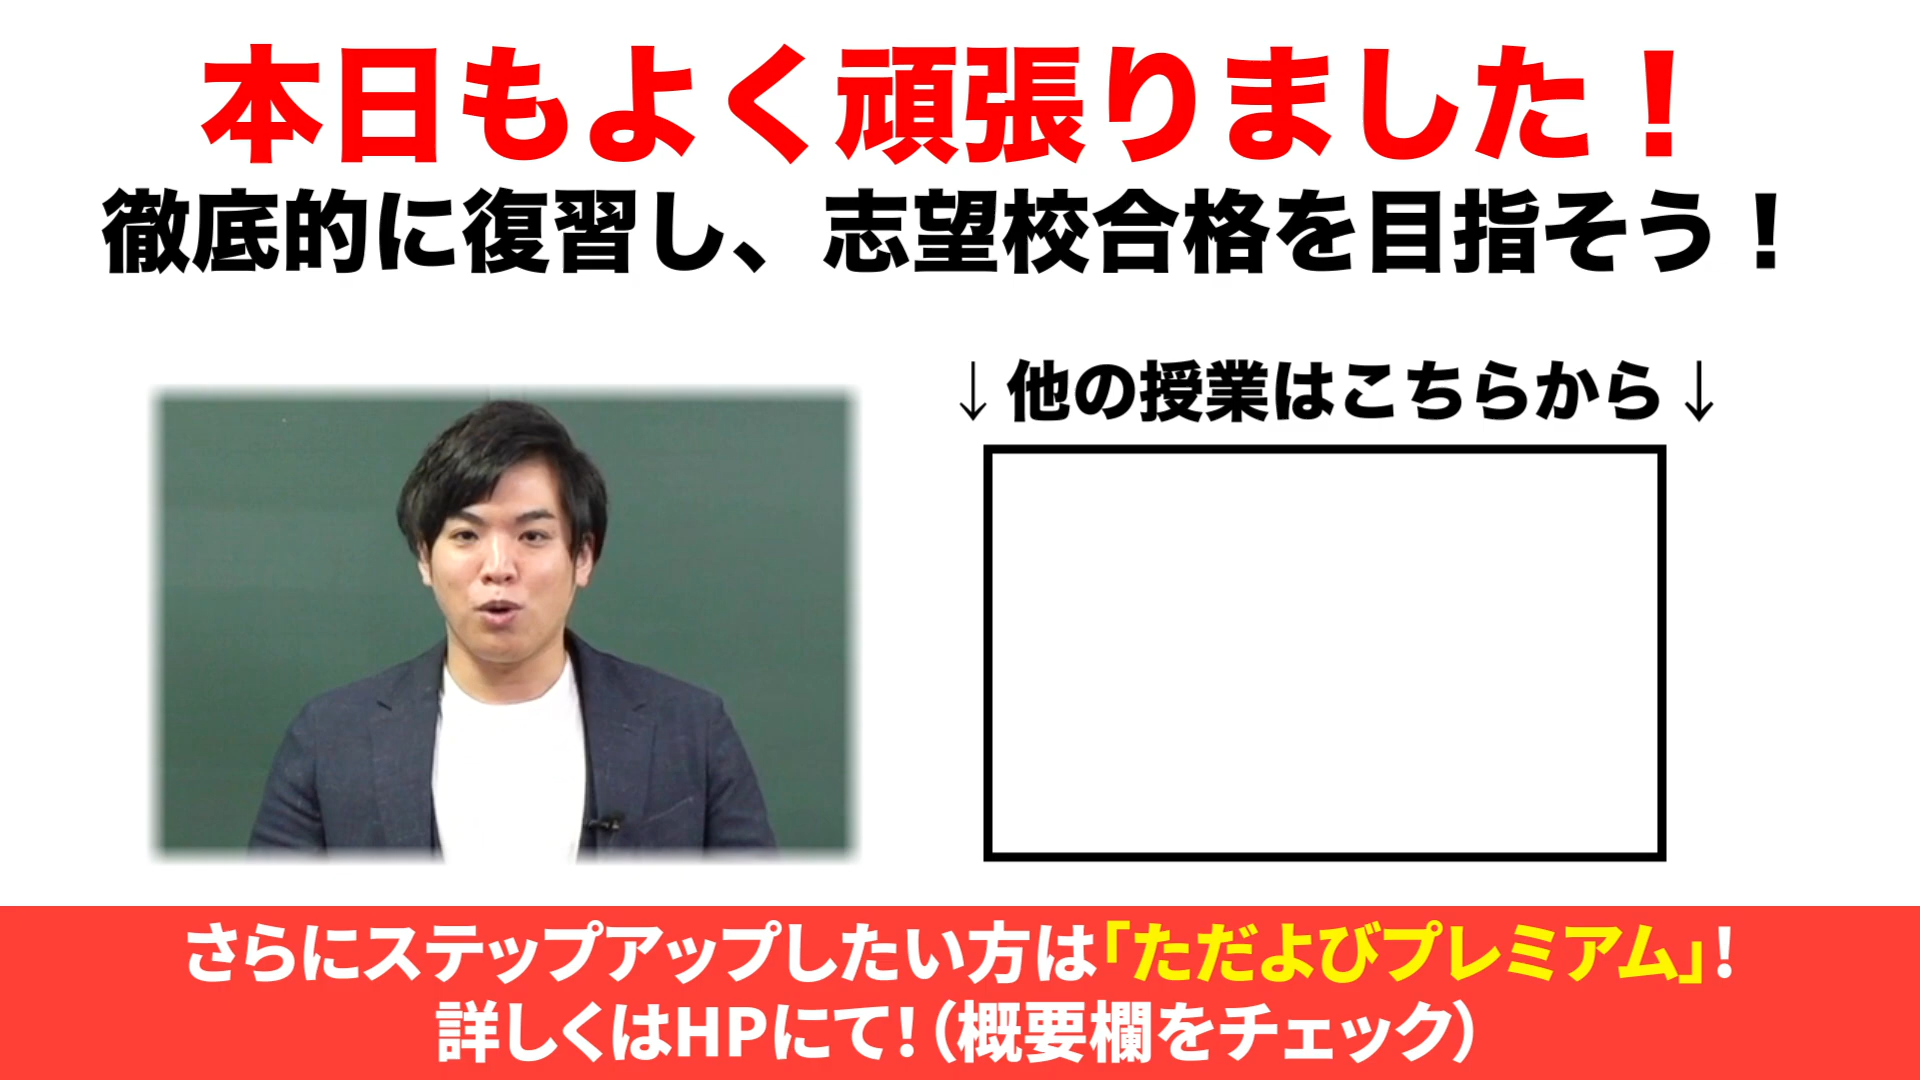 本日もよく頑張りました！
徹底的に復習し、志望校合格を目指そう！
↓他の授業はこちらから↓
さらにステップアップしたい方は「ただよびプレミアム」！
詳しくはHPにて！（概要欄をチェック）